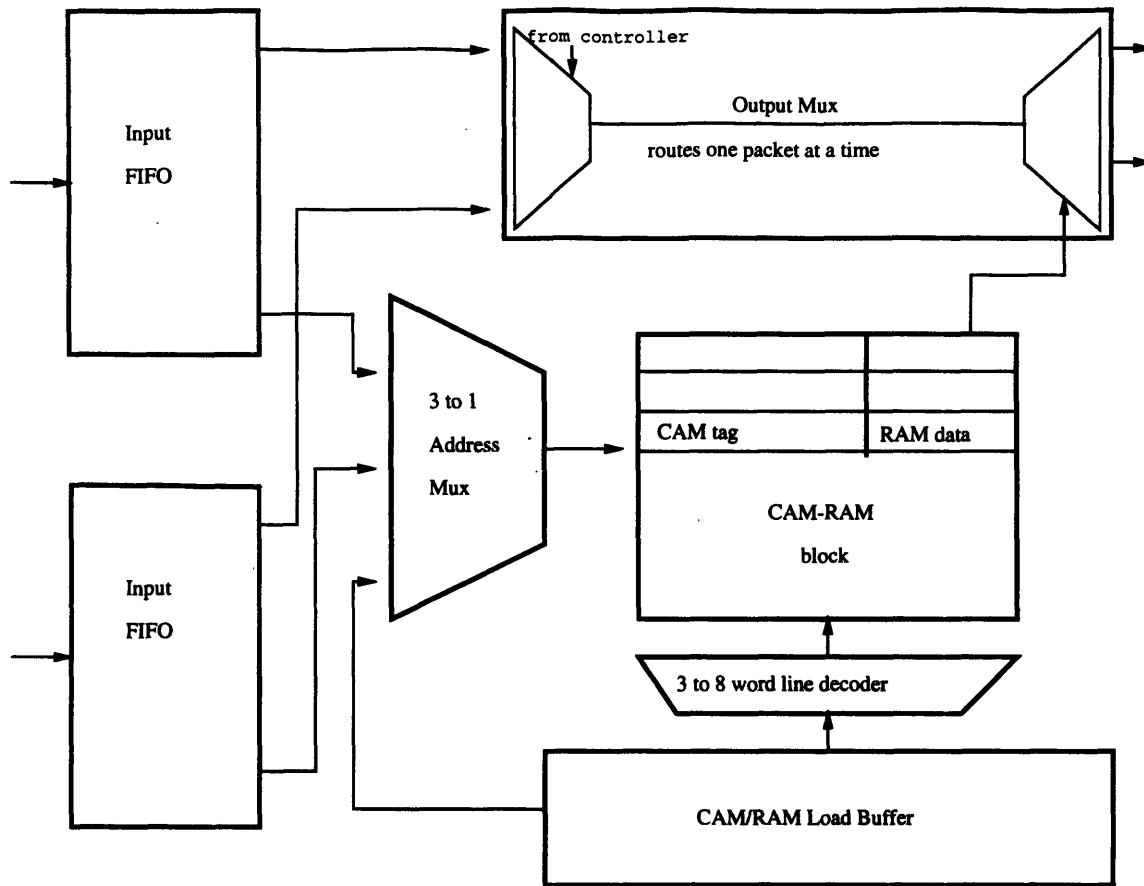 from controller
Output Mux
routes one packet at a time
Input
FIFO
3 to 1
Address
Mux
CAM tag
RAM data
CAM-RAM
block
Input
FIFO
3 to 8 word line decoder
CAM/RAM Load Buffer